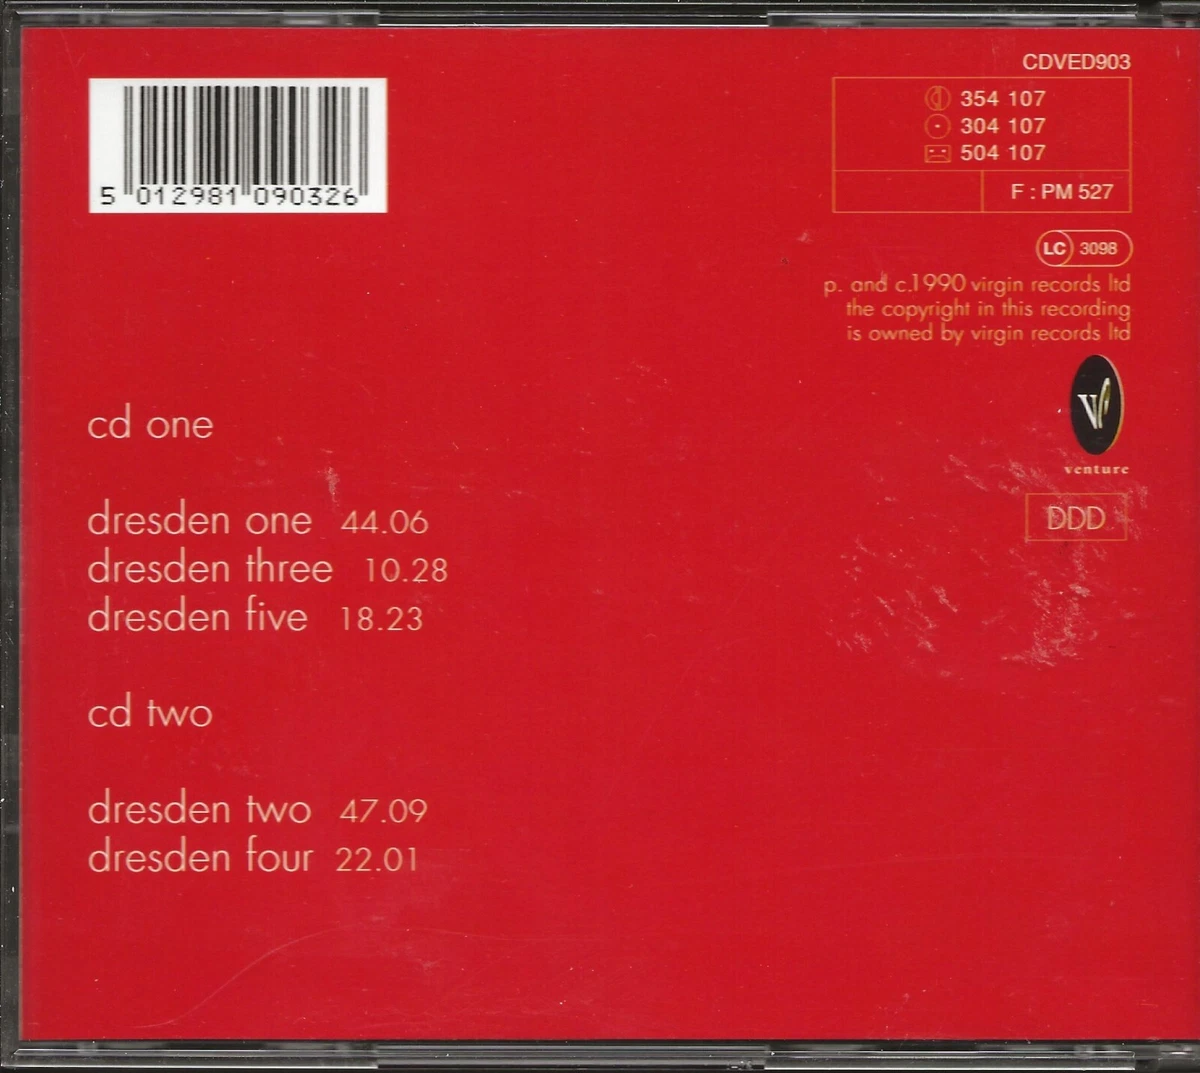 CDVED903
354 107
304 107
504 107
F : PM 527
LC 3098
p. and c.1990 virgin records ltd
the copyright in this recording
is owned by virgin records ltd
V
venture
DDD
5 012981 090326
cd one
dresden one 44.06
dresden three 10.28
dresden five 18.23
cd two
dresden two 47.09
dresden four 22.01